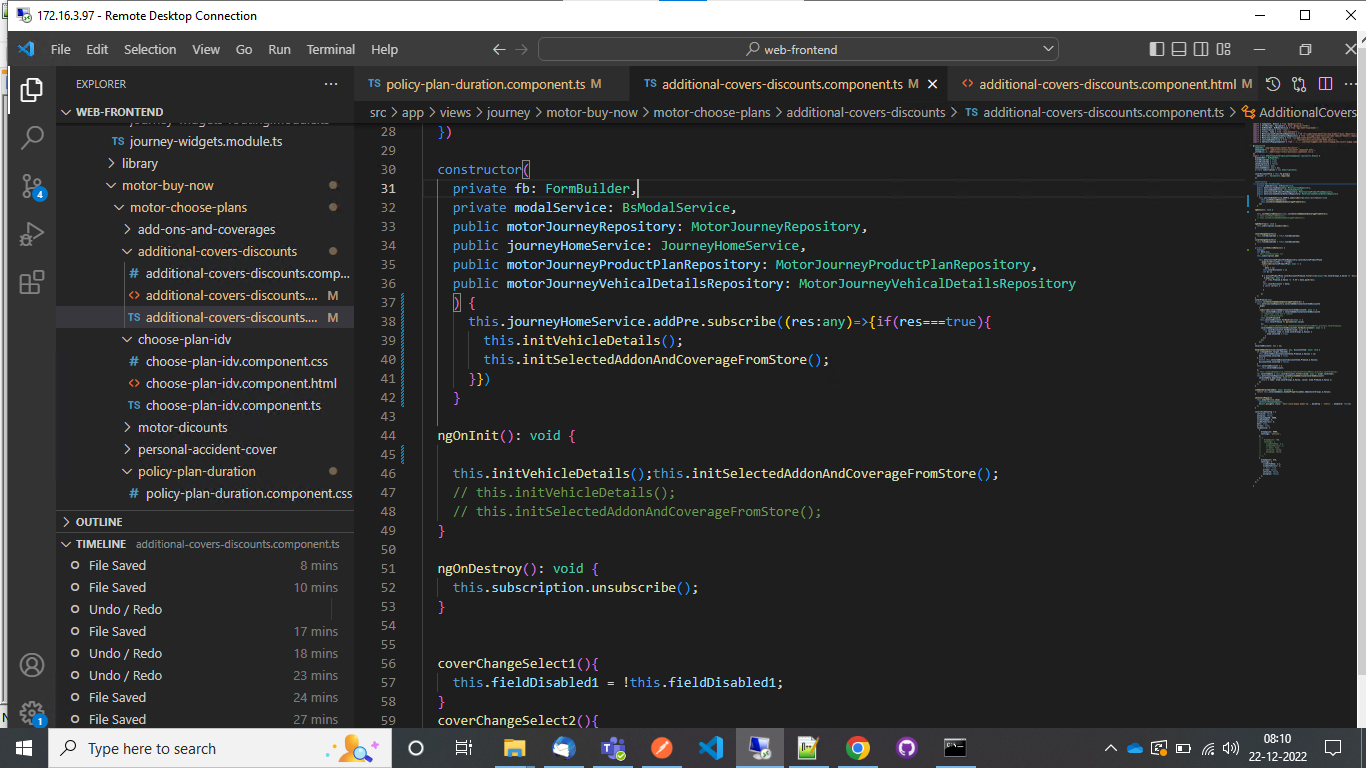 172.16.3.97 - Remote Desktop Connection
File Edit Selection View Go Run Terminal Help
web-frontend
EXPLORER
WEB-FRONTEND
journey-widgets.module.ts
library
motor-buy-now
motor-choose-plans
add-ons-and-coverages
additional-covers-discounts
additional-covers-discounts.comp...
additional-covers-discounts.... M
TS additional-covers-discounts.... M
choose-plan-idv
choose-plan-idv.component.css
choose-plan-idv.component.html
TS choose-plan-idv.component.ts
motor-dicounts
personal-accident-cover
policy-plan-duration
policy-plan-duration.component.css
OUTLINE
TIMELINE additional-covers-discounts.component.ts
File Saved 8 mins
File Saved 10 mins
Undo / Redo
File Saved 17 mins
Undo / Redo 18 mins
Undo / Redo 23 mins
File Saved 24 mins
File Saved 27 mins
4
1
TS policy-plan-duration.component.ts M
TS additional-covers-discounts.component.ts M
additional-covers-discounts.component.html M
src > app > views > journey > motor-buy-now > motor-choose-plans > additional-covers-discounts > TS additional-covers-discounts.component.ts > AdditionalCovers
28 })
29
30 constructor(
31 private fb: FormBuilder,
32 private modalService: BsModalService,
33 public motorJourneyRepository: MotorJourneyRepository,
34 public journeyHomeService: JourneyHomeService,
35 public motorJourneyProductPlanRepository: MotorJourneyProductPlanRepository,
36 public motorJourneyVehicalDetailsRepository: MotorJourneyVehicalDetailsRepository
37 ) {
38 this.journeyHomeService.addPre.subscribe((res:any)=>{if(res===true){
39 this.initVehicleDetails();
40 this.initSelectedAddonAndCoverageFromStore();
41 }})
42 }
43
44 ngOnInit(): void {
45
46 this.initVehicleDetails();this.initSelectedAddonAndCoverageFromStore();
47 // this.initVehicleDetails();
48 // this.initSelectedAddonAndCoverageFromStore();
49 }
50
51 ngOnDestroy(): void {
52 this.subscription.unsubscribe();
53 }
54
55
56 coverChangeSelect1(){
57 this.fieldDisabled1 = !this.fieldDisabled1;
58 }
59 coverChangeSelect2(){
Type here to search
08:10
22-12-2022